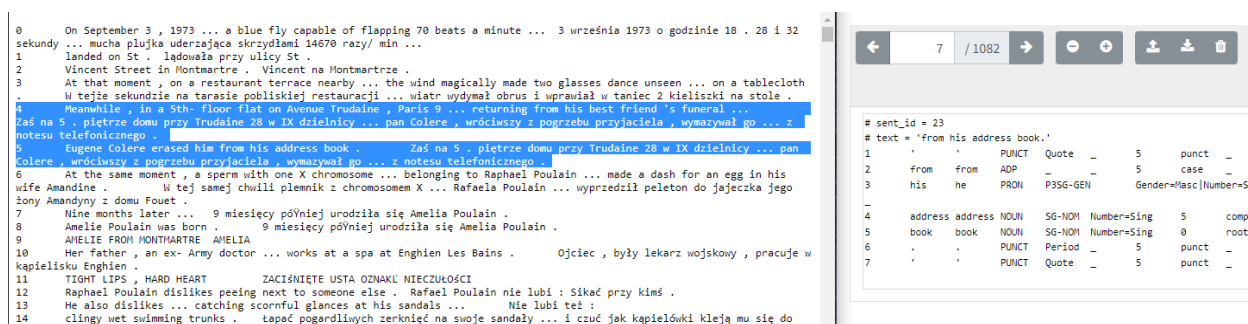 0 On September 3 , 1973 ... a blue fly capable of flapping 70 beats a minute ... 3 września 1973 o godzinie 18 . 28 i 32
sekundy ... mucha plujka uderzająca skrzydłami 14670 razy/ min ...
1 landed on St . lądowała przy ulicy St .
2 Vincent Street in Montmartre . Vincent na Montmartrze .
3 At that moment , on a restaurant terrace nearby ... the wind magically made two glasses dance unseen ... on a tablecloth
. W tejże sekundzie na tarasie pobliskiej restauracji ... wiatr wydymał obrus i wprawiał w taniec 2 kieliszki na stole .
4 Meanwhile , in a 5th- floor flat on Avenue Trudaine , Paris 9 ... returning from his best friend 's funeral ...
Zaś na 5 . piętrze domu przy Trudaine 28 w IX dzielnicy ... pan Colere , wróciwszy z pogrzebu przyjaciela , wymazywał go ... z
notesu telefonicznego .
5 Eugene Colere erased him from his address book . Zaś na 5 . piętrze domu przy Trudaine 28 w IX dzielnicy ... pan
Colere , wróciwszy z pogrzebu przyjaciela , wymazywał go ... z notesu telefonicznego .
6 At the same moment , a sperm with one X chromosome ... belonging to Raphael Poulain ... made a dash for an egg in his
wife Amandine . W tej samej chwili plemnik z chromosomem X ... Rafaela Poulain ... wyprzedził peleton do jajeczka jego
żony Amandyny z domu Fouet .
7 Nine months later ... 9 miesięcy póŸniej urodziła się Amelia Poulain .
8 Amelie Poulain was born . 9 miesięcy póŸniej urodziła się Amelia Poulain .
9 AMELIE FROM MONTMARTRE AMELIA
10 Her father , an ex- Army doctor ... works at a spa at Enghien Les Bains . Ojciec , były lekarz wojskowy , pracuje w
kąpielisku Enghien .
11 TIGHT LIPS , HARD HEART ZACIŚNIĘTE USTA OZNAKĽ NIECZUŁOŚCI
12 Raphael Poulain dislikes peeing next to someone else . Rafael Poulain nie lubi : Sikać przy kimś .
13 He also dislikes ... catching scornful glances at his sandals ... Nie lubi też :
14 clingy wet swimming trunks . Łapać pogardliwych zerknięć na swoje sandały ... i czuć jak kąpielówki kleją mu się do
7 / 1082
# sent_id = 23
# text = 'from his address book.'
1 ' ' PUNCT Quote _ 5 punct _
2 from from ADP _ _ 5 case _
3 his he PRON P3SG-GEN Gender=Masc|Number=S
_
4 address address NOUN SG-NOM Number=Sing 5 comp
5 book book NOUN SG-NOM Number=Sing 0 root
6 . . PUNCT Period _ 5 punct _
7 ' ' PUNCT Quote _ 5 punct _